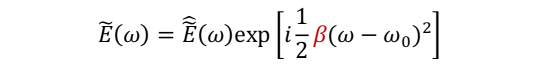 Ẽ(ω) = Ẽ̂(ω)exp[i 1/2 β(ω − ω₀)²]